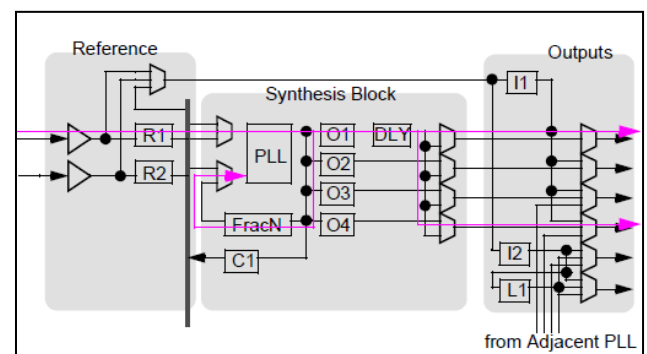 Reference
Outputs
I1
Synthesis Block
R1
PLL
O1
DLY
R2
O2
O3
FracN
O4
C1
I2
L1
from Adjacent PLL